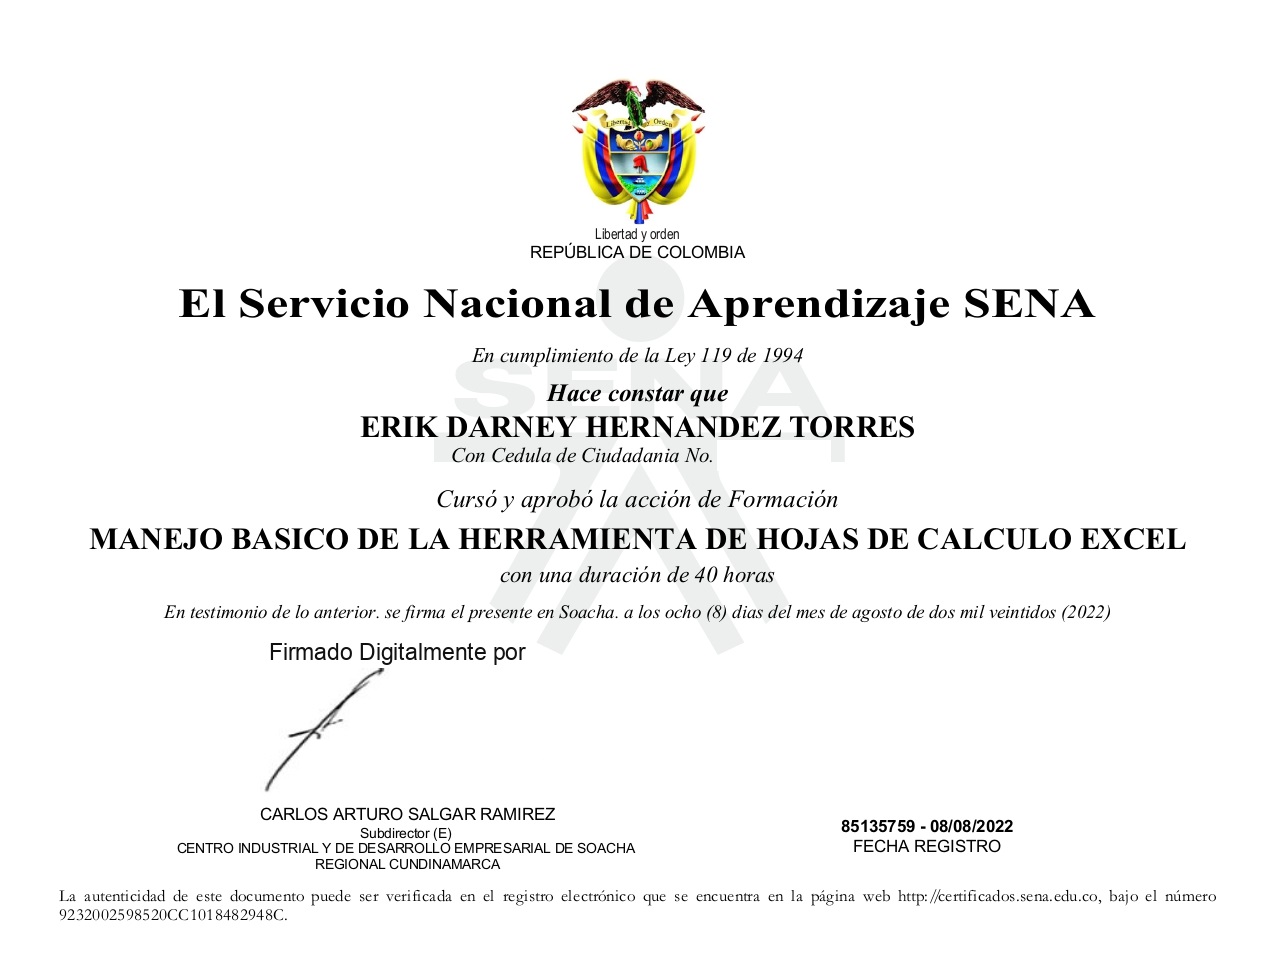 Libertad y Orden
Libertad y orden
REPÚBLICA DE COLOMBIA
El Servicio Nacional de Aprendizaje SENA
En cumplimiento de la Ley 119 de 1994
SENA
Hace constar que
ERIK DARNEY HERNANDEZ TORRES
Con Cedula de Ciudadania No.
Cursó y aprobó la acción de Formación
MANEJO BASICO DE LA HERRAMIENTA DE HOJAS DE CALCULO EXCEL
con una duración de 40 horas
En testimonio de lo anterior. se firma el presente en Soacha. a los ocho (8) dias del mes de agosto de dos mil veintidos (2022)
Firmado Digitalmente por
CARLOS ARTURO SALGAR RAMIREZ
Subdirector (E)
CENTRO INDUSTRIAL Y DE DESARROLLO EMPRESARIAL DE SOACHA
REGIONAL CUNDINAMARCA
85135759 - 08/08/2022
FECHA REGISTRO
La autenticidad de este documento puede ser verificada en el registro electrónico que se encuentra en la página web http://certificados.sena.edu.co, bajo el número
9232002598520CC1018482948C.